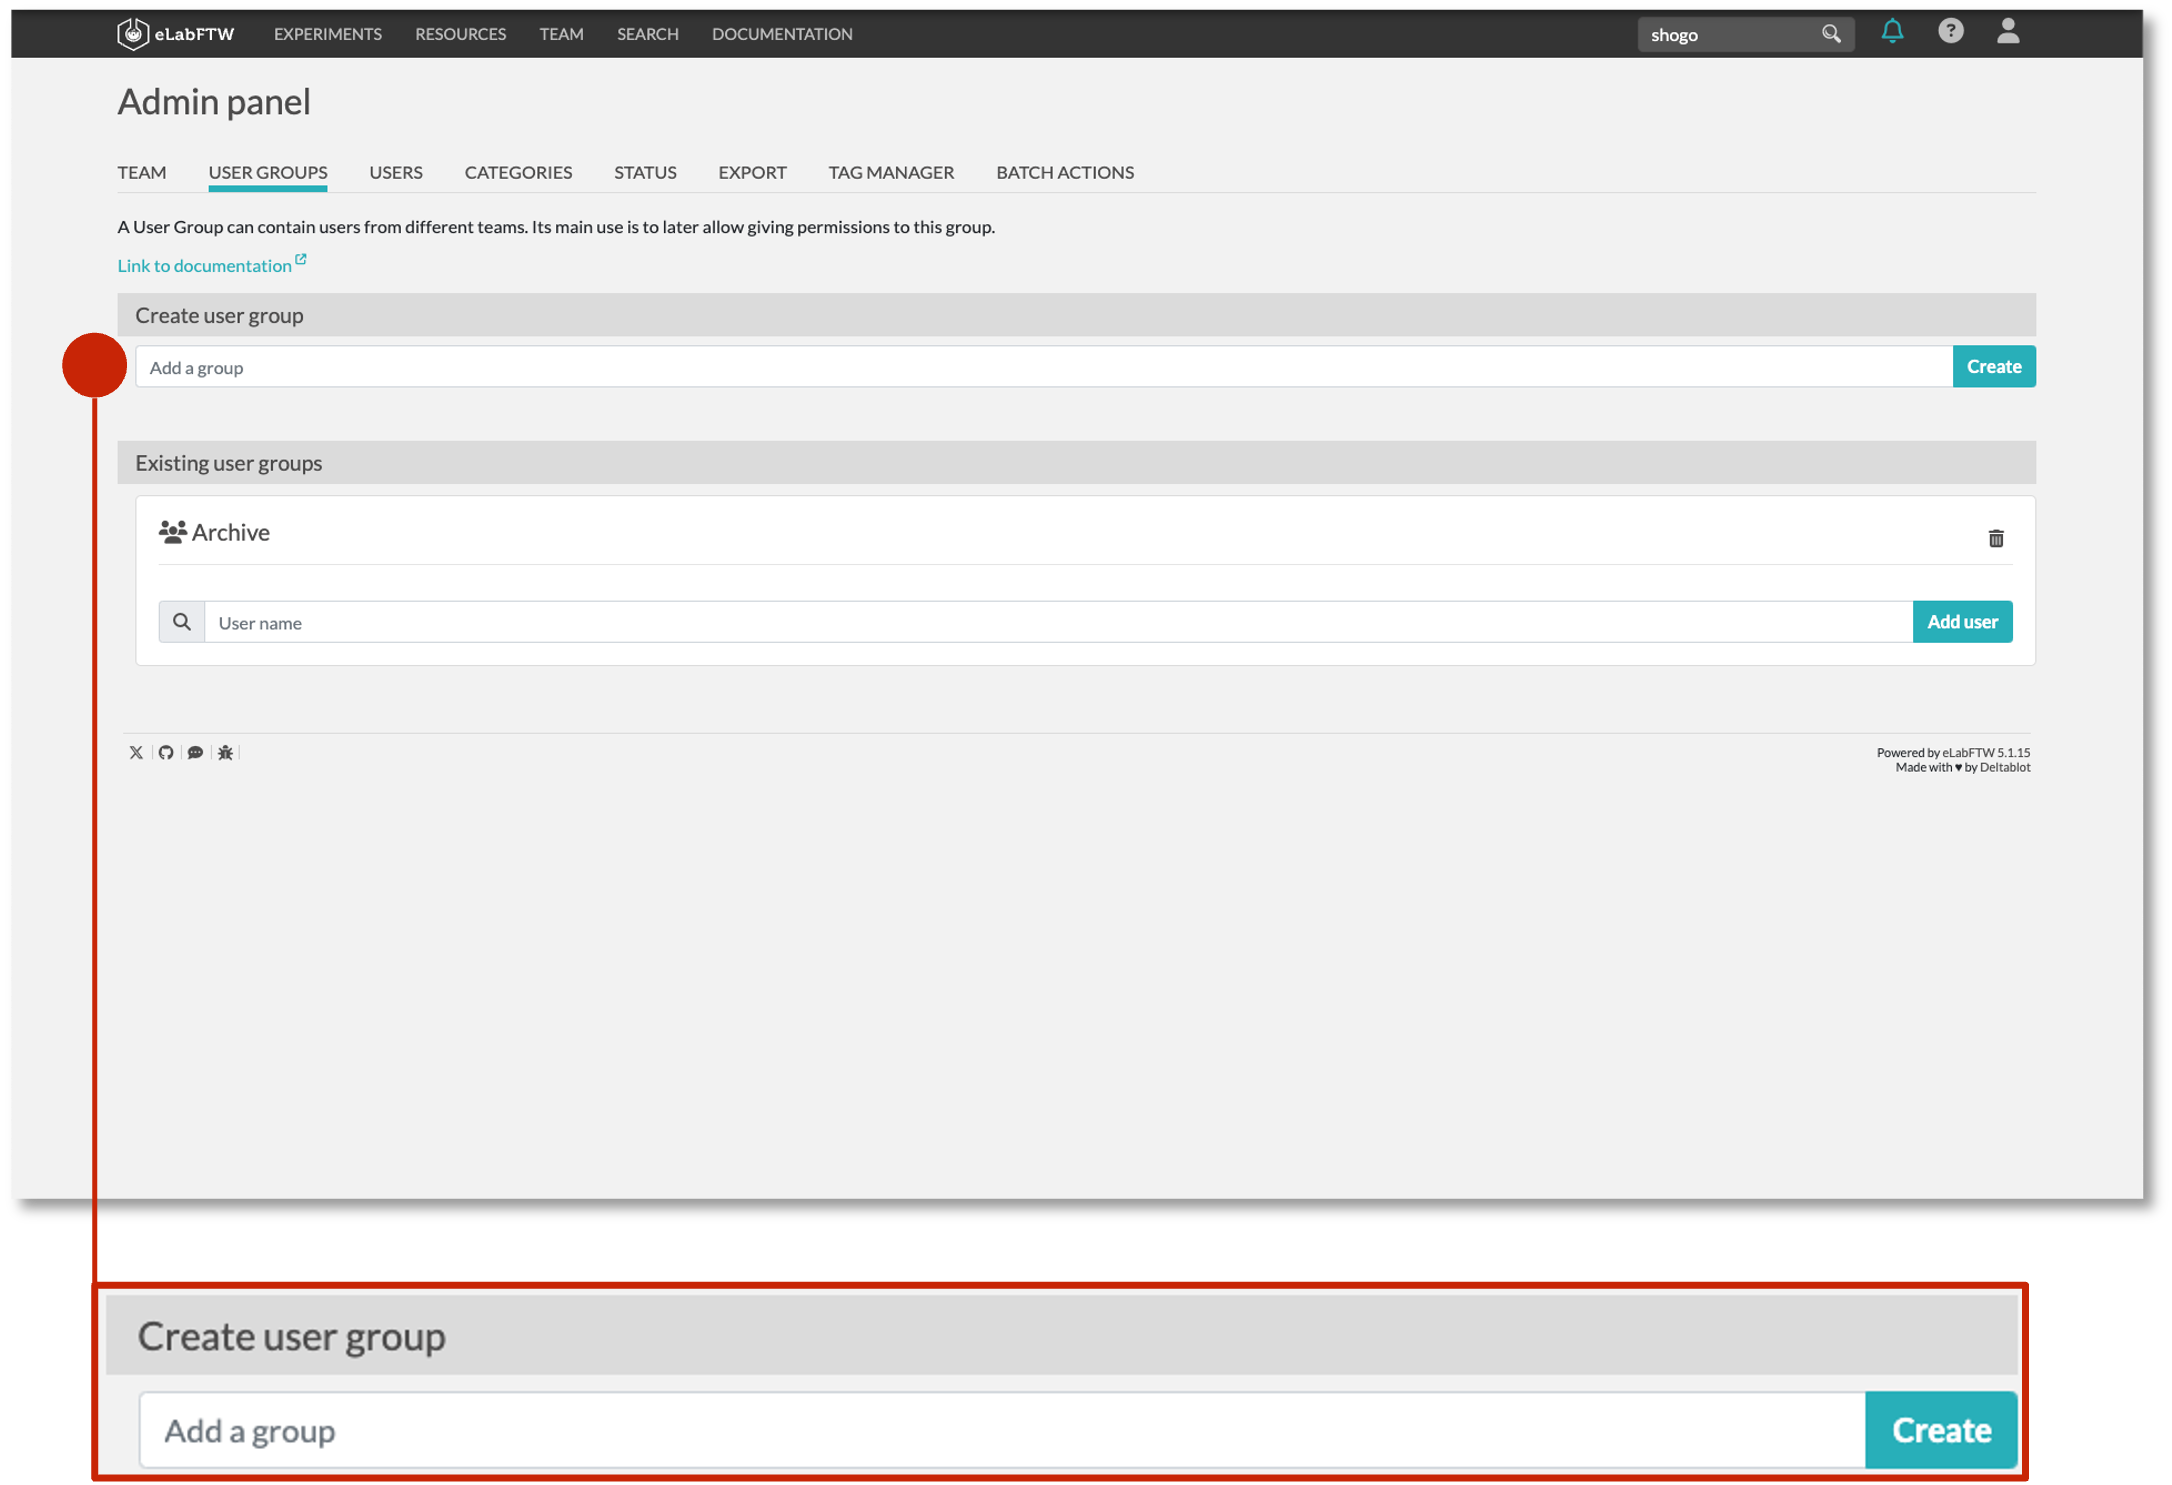 eLabFTW EXPERIMENTS RESOURCES TEAM SEARCH DOCUMENTATION shogo ?
Admin panel
TEAM USER GROUPS USERS CATEGORIES STATUS EXPORT TAG MANAGER BATCH ACTIONS
A User Group can contain users from different teams. Its main use is to later allow giving permissions to this group.
Link to documentation
Create user group
Add a group Create
Existing user groups
Archive
User name Add user
Powered by eLabFTW 5.1.15
Made with ♥ by Deltablot
Create user group
Add a group Create